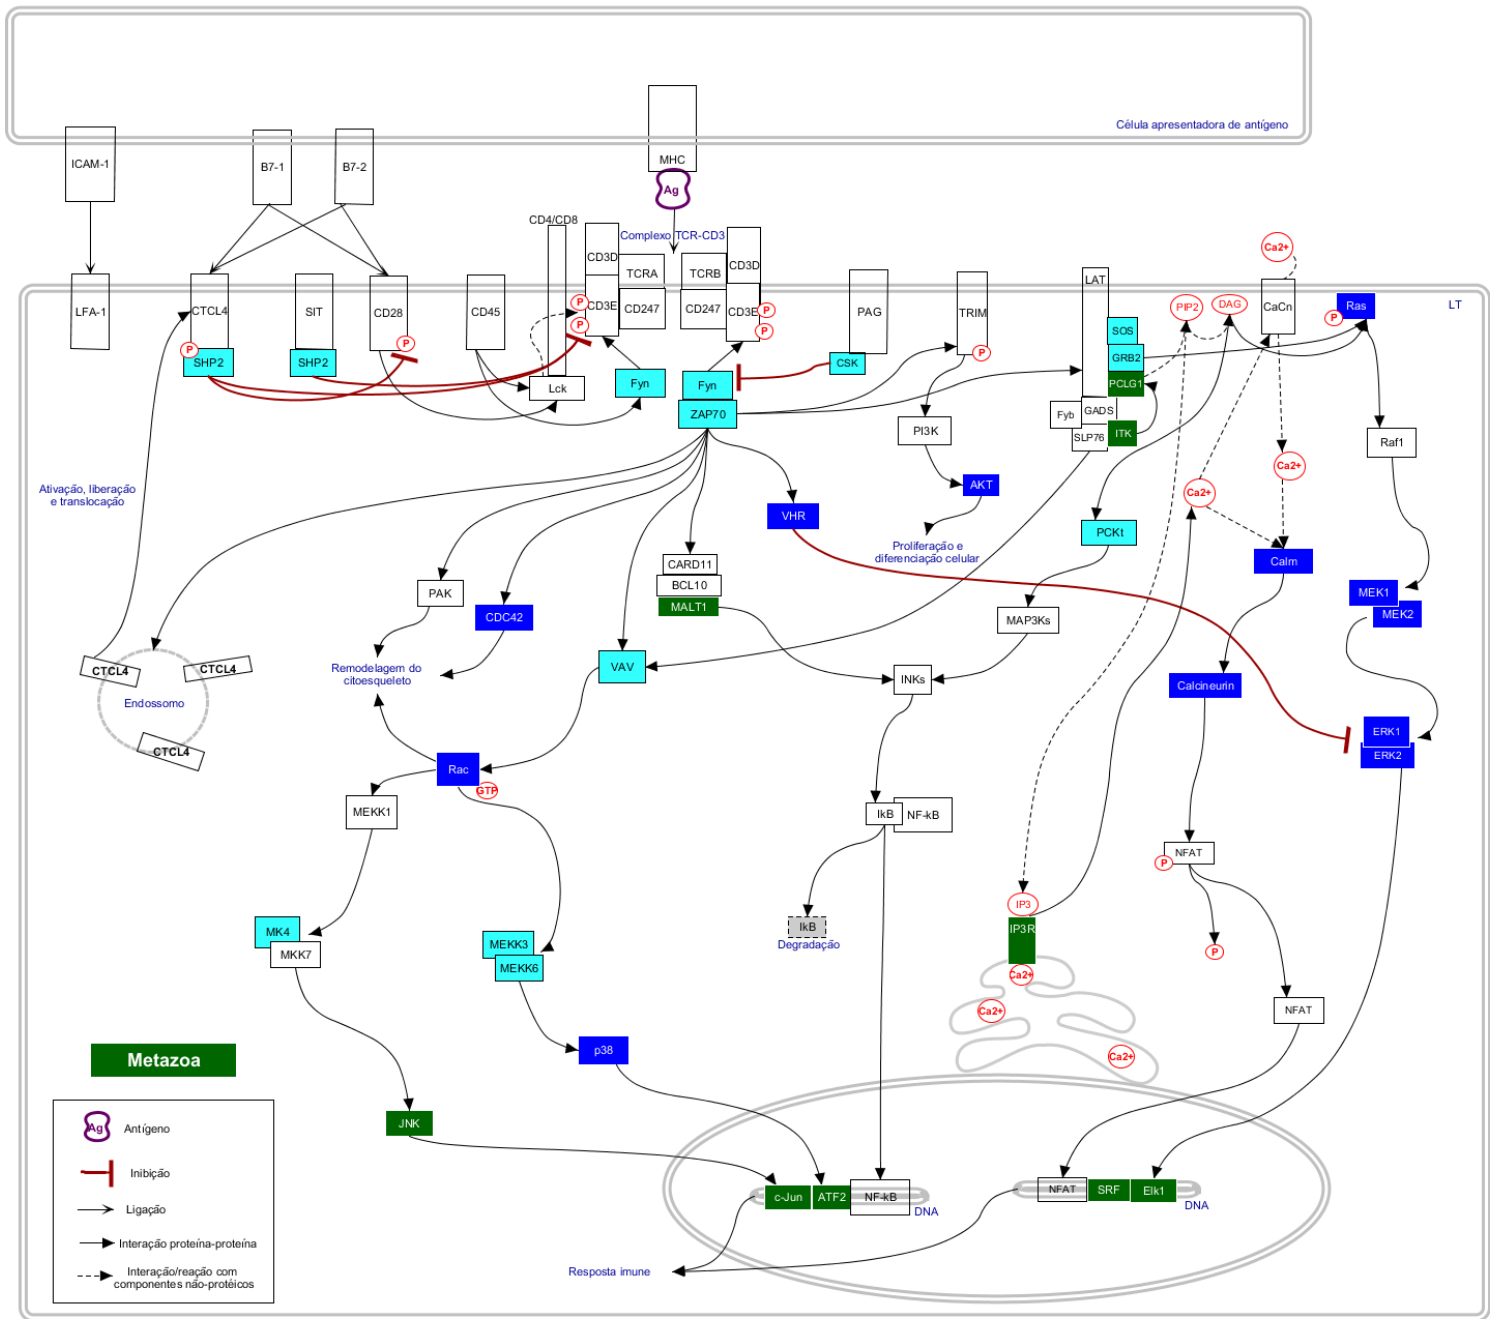 Célula apresentadora de antígeno
ICAM-1
B7-1
B7-2
MHC
Ag
CD4/CD8
Complexo TCR-CD3
CD3D
TCRA
TCRB
CD3D
Ca2+
LFA-1
CTCL4
SIT
CD28
CD45
P
CD3E
CD247
CD247
CD3E
P
PAG
TRIM
LAT
PIP2
DAG
CaCn
Ras
LT
P
SHP2
SHP2
P
P
P
CSK
P
SOS
GRB2
P
Lck
Fyn
Fyn
PCLG1
ZAP70
Fyb
GADS
PI3K
SLP76
ITK
Raf1
Ca2+
Ativação, liberação
e translocação
AKT
Ca2+
VHR
PCKt
Proliferação e
diferenciação celular
Calm
CARD11
BCL10
MALT1
PAK
CDC42
MAP3Ks
MEK1
MEK2
CTCL4
CTCL4
Remodelagem do
citoesqueleto
VAV
INKs
Calcineurin
Endossomo
CTCL4
ERK1
ERK2
Rac
GTP
MEKK1
IkB
NF-kB
NFAT
P
IP3
IkB
Degradação
IP3R
MK4
MKK7
MEKK3
MEKK6
P
Ca2+
Ca2+
NFAT
p38
Ca2+
Metazoa
JNK
Ag
Antígeno
Inibição
Ligação
Interação proteína-proteína
Interação/reação com
componentes não-protéicos
c-Jun
ATF2
NF-kB
DNA
NFAT
SRF
Elk1
DNA
Resposta imune